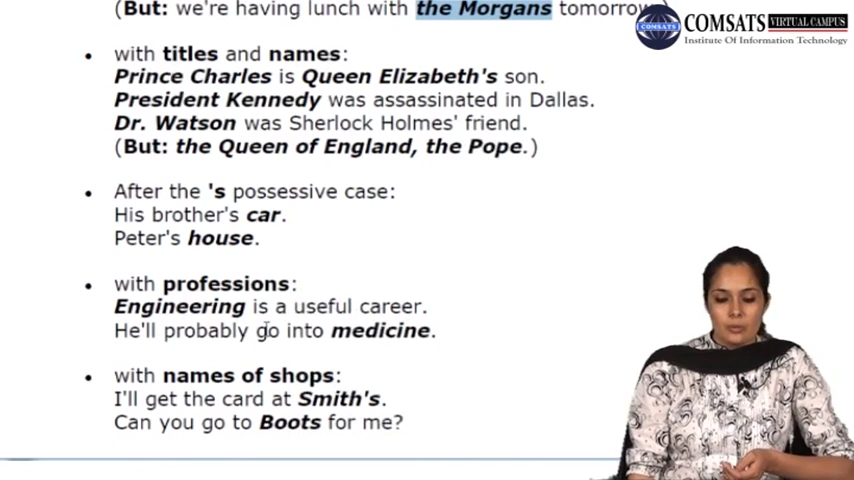 (But: we're having lunch with the Morgans tomorrow.)
COMSATS VIRTUAL CAMPUS
Institute Of Information Technology
COMSATS
• with titles and names:
Prince Charles is Queen Elizabeth's son.
President Kennedy was assassinated in Dallas.
Dr. Watson was Sherlock Holmes' friend.
(But: the Queen of England, the Pope.)
• After the 's possessive case:
His brother's car.
Peter's house.
• with professions:
Engineering is a useful career.
He'll probably go into medicine.
• with names of shops:
I'll get the card at Smith's.
Can you go to Boots for me?